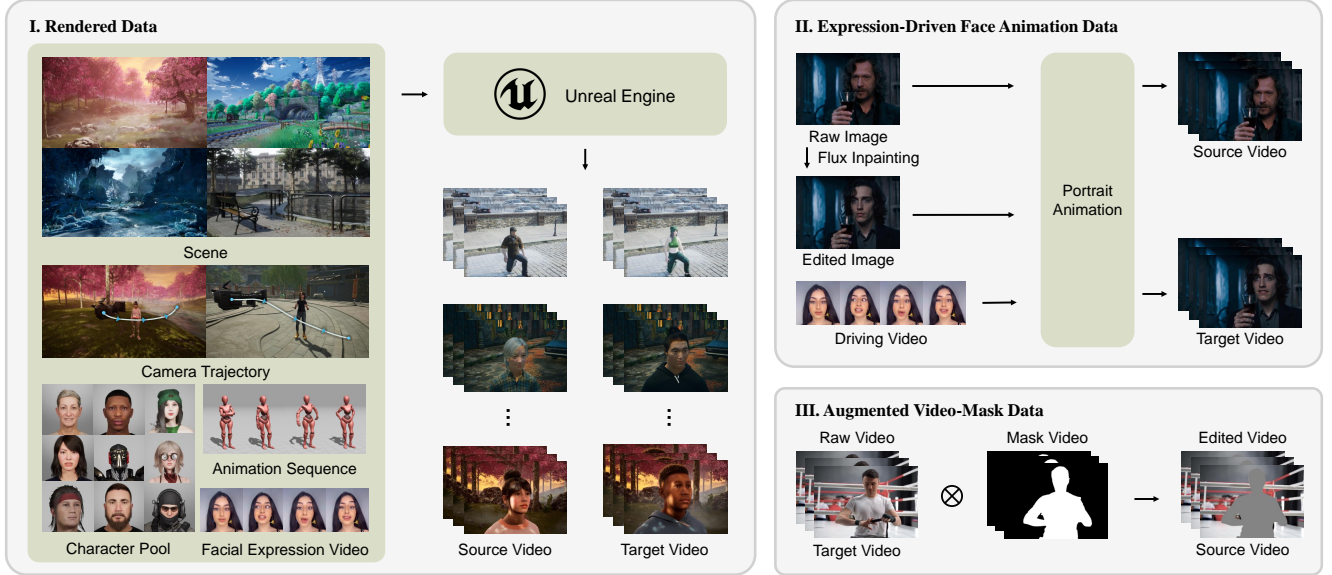 I. Rendered Data
Scene
Camera Trajectory
Animation Sequence
Character Pool
Facial Expression Video
Unreal Engine
⋮
⋮
Source Video
Target Video
II. Expression-Driven Face Animation Data
Raw Image
Flux Inpainting
Edited Image
Driving Video
Portrait
Animation
Source Video
Target Video
III. Augmented Video-Mask Data
Raw Video
Mask Video
Edited Video
⊗
Target Video
Source Video